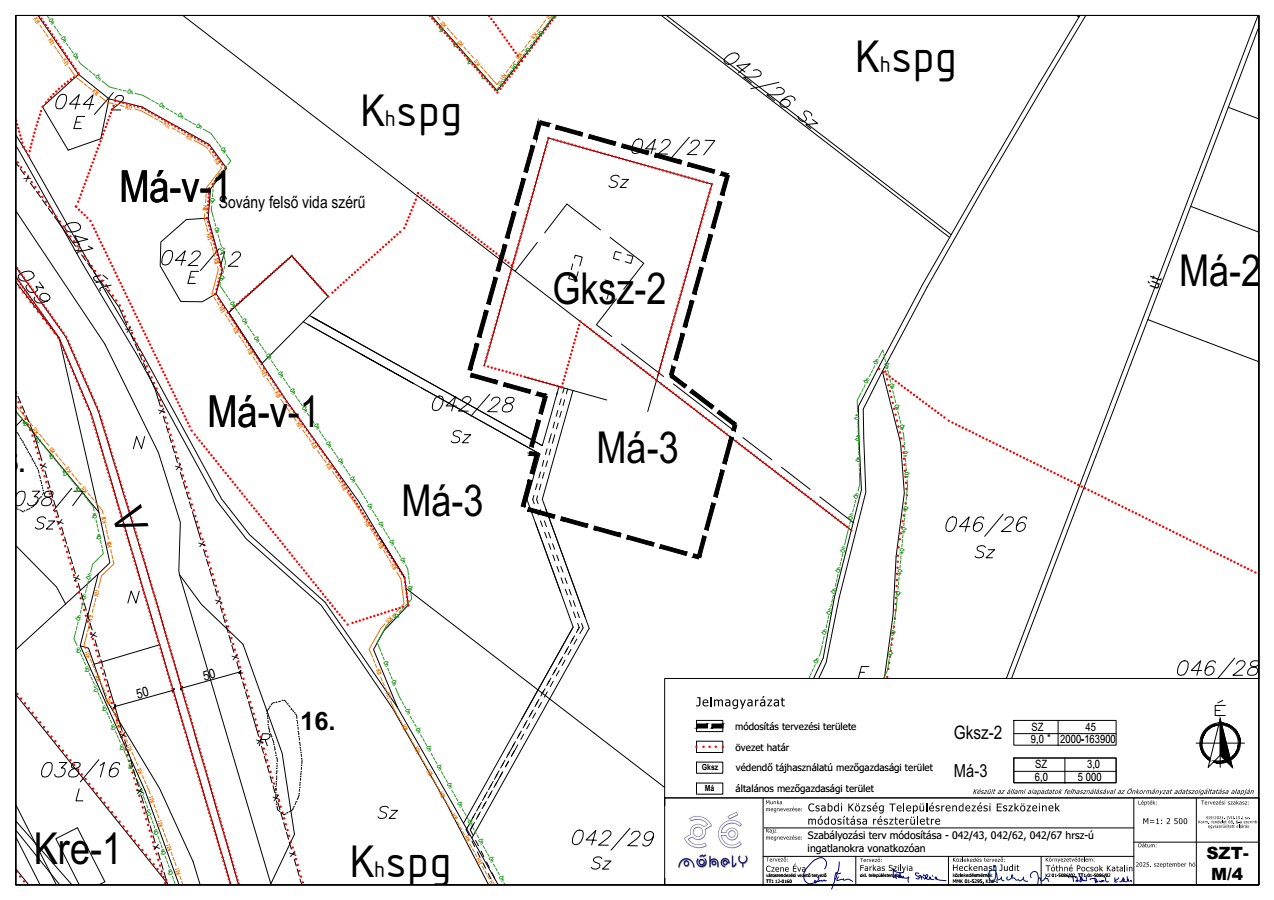 Khspg
Khspg
042/26 Sz
044/2
E
042/27
Sz
Má-v-1
Sovány felső vida szérű
041
út
042/12
E
039
Gksz-2
út
Má-2
Má-v-1
042/28
Sz
Má-3
Má-3
N
038/7
Sz
V
046/26
Sz
N
50
50
16.
046/28
038/16
L
Sz
042/29
Sz
Kre-1
Khspg
Jelmagyarázat
módosítás tervezési területe
övezet határ
Gksz védendő tájhasználatú mezőgazdasági terület
Má általános mezőgazdasági terület
Gksz-2
SZ 45
9,0 * 2000-163900
Má-3
SZ 3,0
6,0 5 000
É
Készült az állami alapadatok felhasználásával az Önkormányzat adatszolgáltatása alapján
műhely
Munka megnevezése: Csabdi Község Településrendezési Eszközeinek
módosítása részterületre
Rajz megnevezése: Szabályozási terv módosítása - 042/43, 042/62, 042/67 hrsz-ú
ingatlanokra vonatkozóan
Lépték:
M=1: 2 500
Tervezési szakasz:
Dátum:
2025. szeptember hó
SZT-
M/4
Tervező:
Czene Éva
Tervező:
Farkas Szilvia
Közlekedés tervező:
Heckenast Judit
Környezetvédelem:
Tóthné Pocsok Katalin